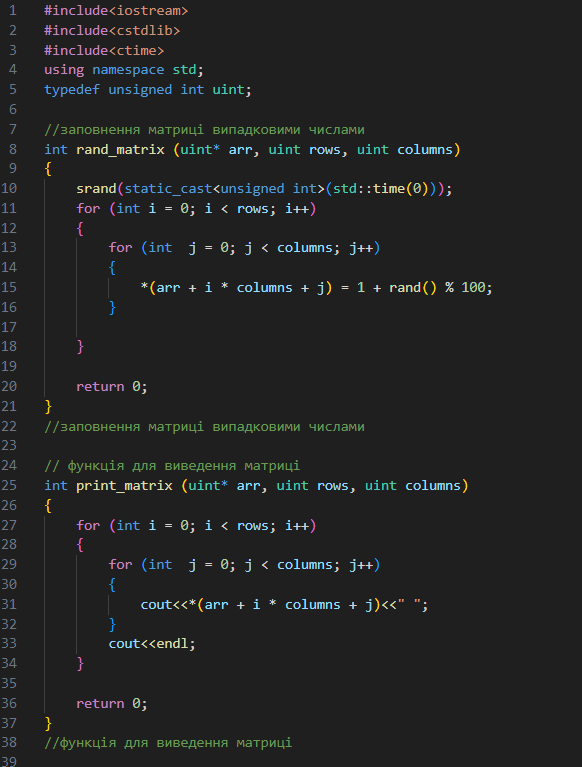 1 #include<iostream>
2 #include<cstdlib>
3 #include<ctime>
4 using namespace std;
5 typedef unsigned int uint;
6
7 //заповнення матриці випадковими числами
8 int rand_matrix (uint* arr, uint rows, uint columns)
9 {
10     srand(static_cast<unsigned int>(std::time(0)));
11     for (int i = 0; i < rows; i++)
12     {
13         for (int  j = 0; j < columns; j++)
14         {
15             *(arr + i * columns + j) = 1 + rand() % 100;
16         }
17
18     }
19
20     return 0;
21 }
22 //заповнення матриці випадковими числами
23
24 // функція для виведення матриці
25 int print_matrix (uint* arr, uint rows, uint columns)
26 {
27     for (int i = 0; i < rows; i++)
28     {
29         for (int  j = 0; j < columns; j++)
30         {
31             cout<<*(arr + i * columns + j)<<" ";
32         }
33         cout<<endl;
34     }
35
36     return 0;
37 }
38 //функція для виведення матриці
39